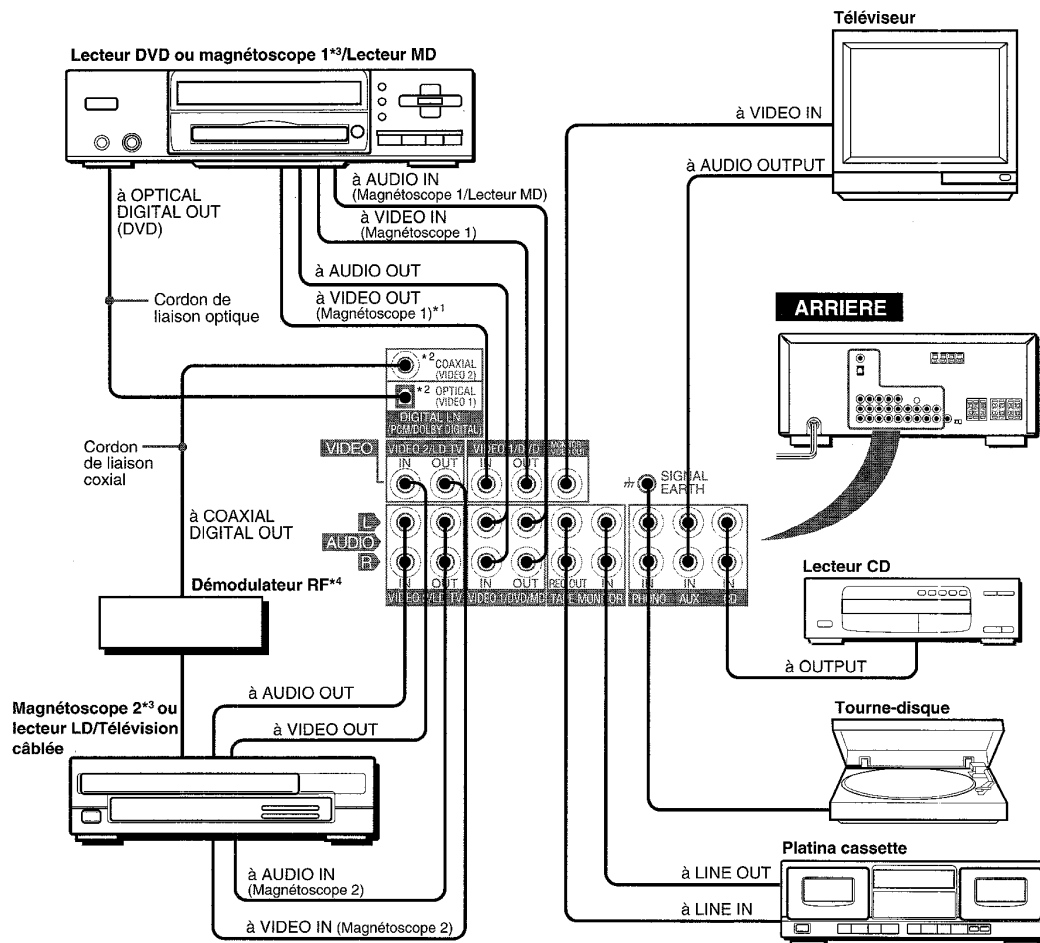 Téléviseur
Lecteur DVD ou magnétoscope 1*3/Lecteur MD
à VIDEO IN
à AUDIO OUTPUT
à AUDIO IN
(Magnétoscope 1/Lecteur MD)
à OPTICAL
DIGITAL OUT
(DVD)
à VIDEO IN
(Magnétoscope 1)
à AUDIO OUT
Cordon de
liaison optique
à VIDEO OUT
(Magnétoscope 1)*1
ARRIERE
*2 COAXIAL
(VIDEO 2)
*2 OPTICAL
(VIDEO 1)
DIGITAL IN
(PCM/DOLBY DIGITAL)
Cordon
de liaison
coxial
VIDEO
VIDEO 2/LD TV
VIDEO 1/DVD
IN OUT IN OUT
SIGNAL
EARTH
à COAXIAL
DIGITAL OUT
L
AUDIO
R
Lecteur CD
Démodulateur RF*4
IN OUT IN OUT REC OUT IN IN IN IN
VIDEO 2/LD TV VIDEO 1/DVD/MD TAPE MONITOR PHONO AUX CD
à OUTPUT
à AUDIO OUT
Magnétoscope 2*3 ou
lecteur LD/Télévision
câblée
à VIDEO OUT
Tourne-disque
Platina cassette
à AUDIO IN
(Magnétoscope 2)
à LINE OUT
à LINE IN
à VIDEO IN (Magnétoscope 2)